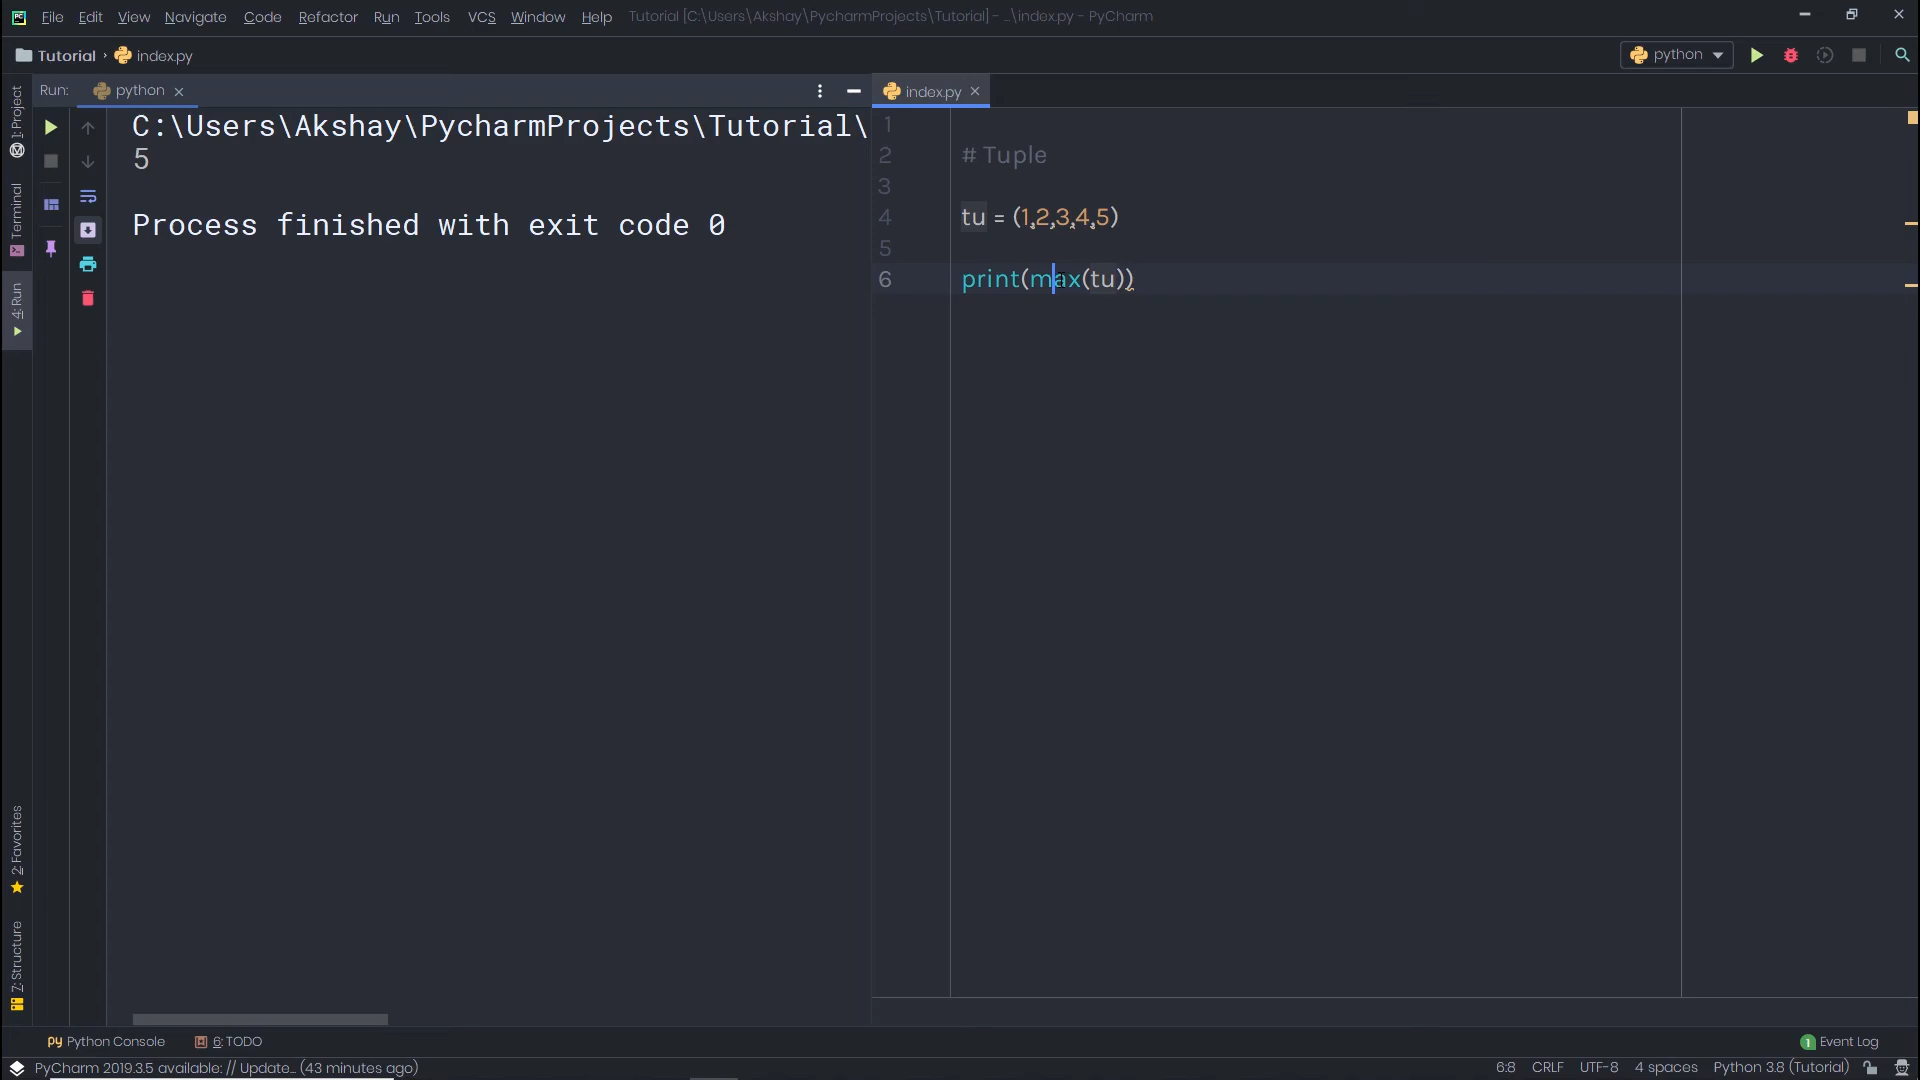 File Edit View Navigate Code Refactor Run Tools VCS Window Help Tutorial [C:\Users\Akshay\PycharmProjects\Tutorial] - ...\index.py - PyCharm
Tutorial › index.py
python
Run: python
index.py
C:\Users\Akshay\PycharmProjects\Tutorial\
5
Process finished with exit code 0
1
2 # Tuple
3
4 tu = (1,2,3,4,5)
5
6 print(max(tu))
1: Project
Terminal
4: Run
2: Favorites
7: Structure
py Python Console
6: TODO
1 Event Log
PyCharm 2019.3.5 available: // Update... (43 minutes ago)
6:8 CRLF UTF-8 4 spaces Python 3.8 (Tutorial)